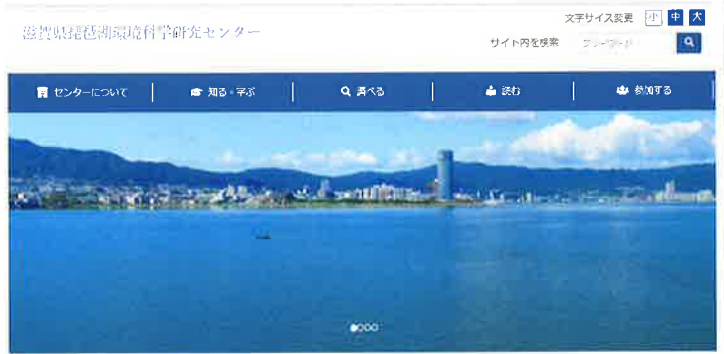 文字サイズ変更 小 中 大
滋賀県琵琶湖環境科学研究センター
サイト内を検索
センターについて 知る・学ぶ 調べる 読む 参加する